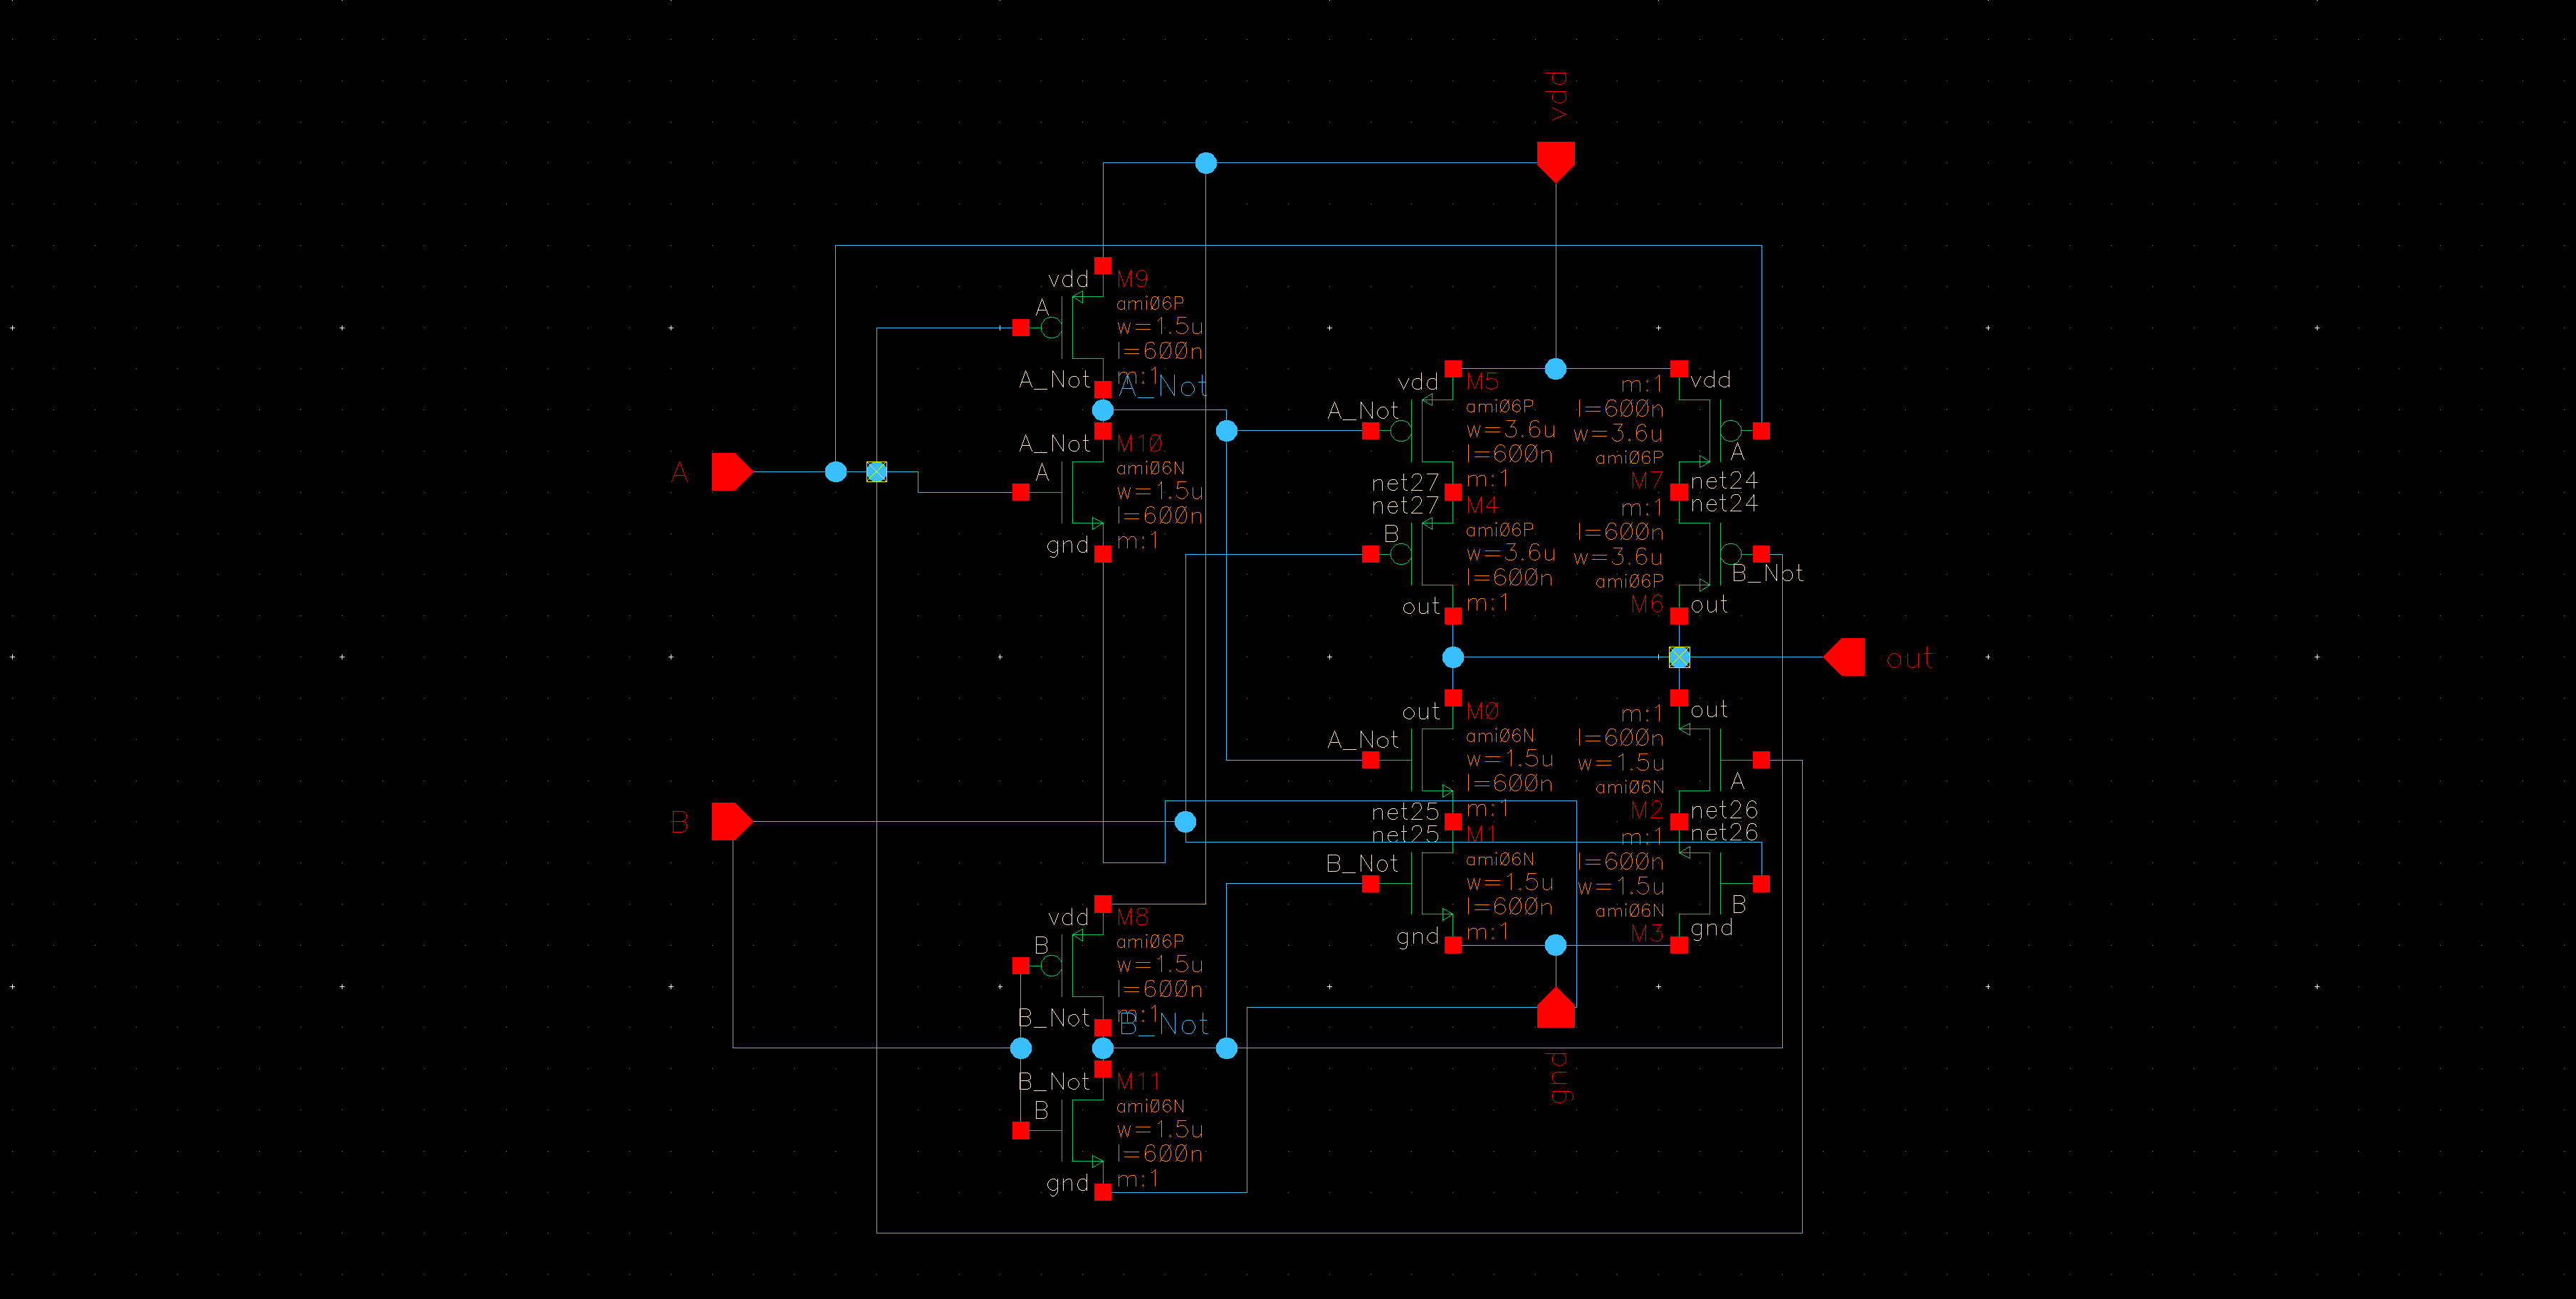 vdd
vdd
M9
A
ami06P
w=1.5u
l=600n
m:1
A_Not
A_Not
A_Not
M10
A
ami06N
w=1.5u
l=600n
gnd
m:1
A
vdd
M5
A_Not
ami06P
w=3.6u
l=600n
net27
m:1
net27
M4
B
ami06P
w=3.6u
l=600n
out
m:1
m:1
vdd
l=600n
w=3.6u
A
ami06P
M7
net24
m:1
net24
l=600n
w=3.6u
B_Not
ami06P
M6
out
out
out
M0
A_Not
ami06N
w=1.5u
l=600n
net25
m:1
net25
M1
B_Not
ami06N
w=1.5u
l=600n
gnd
m:1
m:1
out
l=600n
w=1.5u
A
ami06N
M2
net26
m:1
net26
l=600n
w=1.5u
B
ami06N
M3
gnd
B
vdd
M8
B
ami06P
w=1.5u
l=600n
m:1
B_Not
B_Not
B_Not
M11
B
ami06N
w=1.5u
l=600n
gnd
m:1
gnd